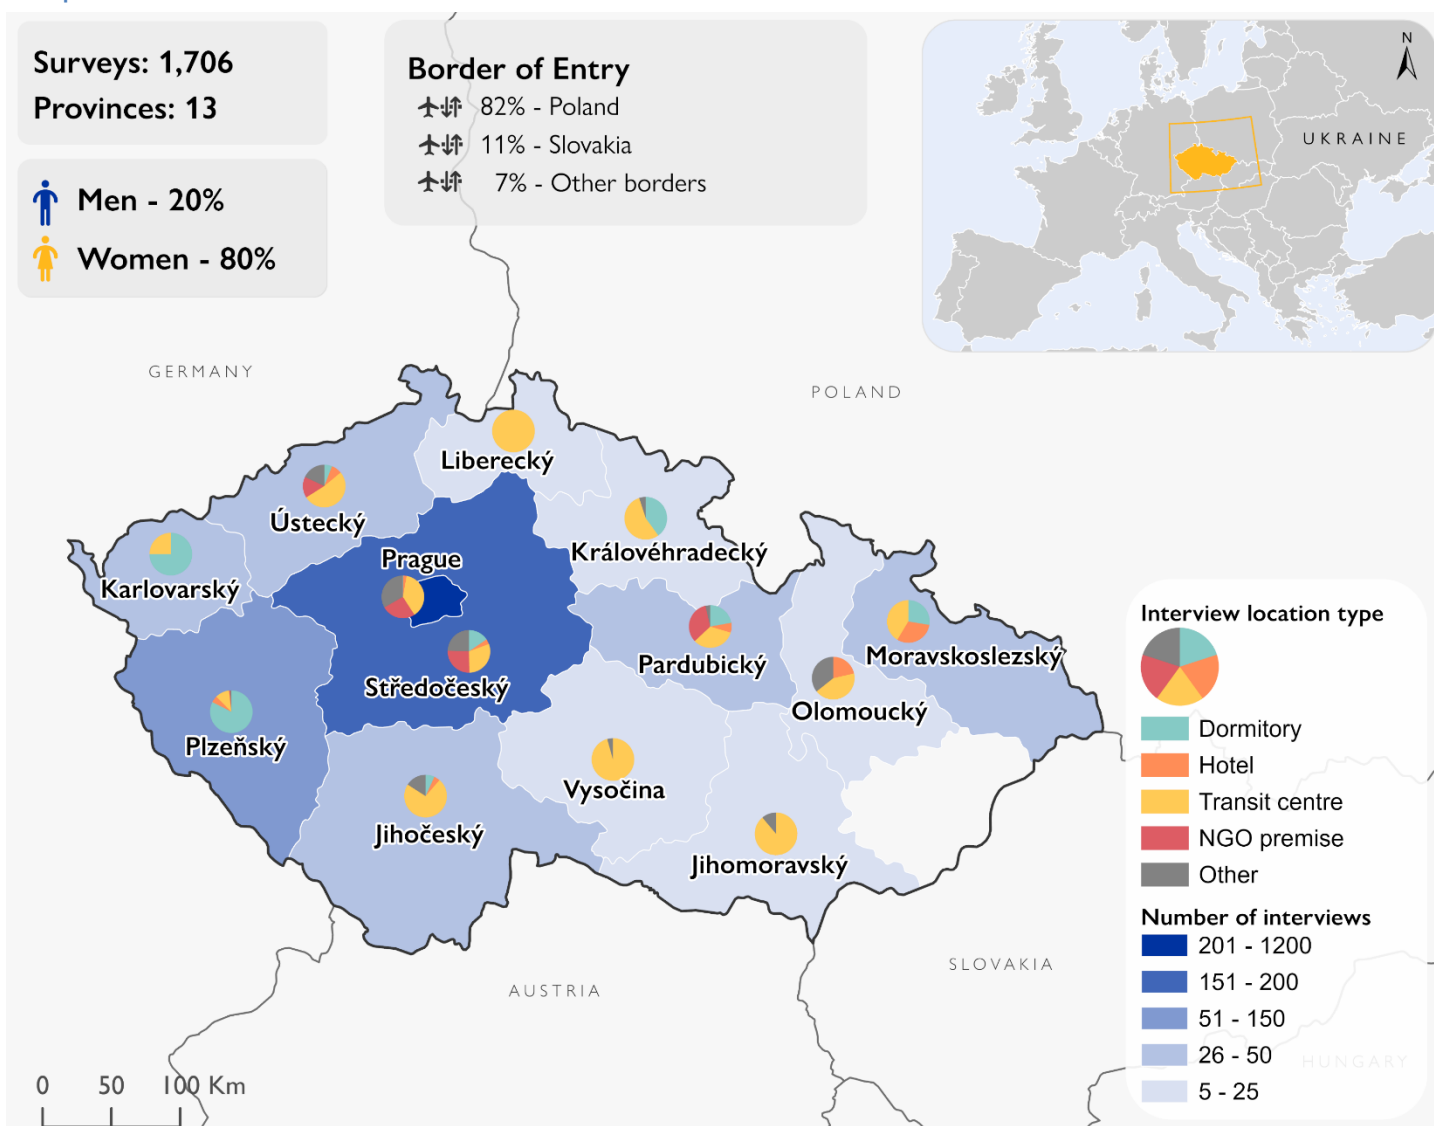 Surveys: 1,706
Provinces: 13
Men - 20%
Women - 80%
Border of Entry
82% - Poland
11% - Slovakia
7% - Other borders
N
UKRAINE
GERMANY
POLAND
Liberecký
Ústecký
Královéhradecký
Prague
Karlovarský
Pardubický
Moravskoslezský
Středočeský
Olomoucký
Plzeňský
Vysočina
Jihočeský
Jihomoravský
SLOVAKIA
AUSTRIA
HUNGARY
Interview location type
Dormitory
Hotel
Transit centre
NGO premise
Other
Number of interviews
201 - 1200
151 - 200
51 - 150
26 - 50
5 - 25
0 50 100 Km